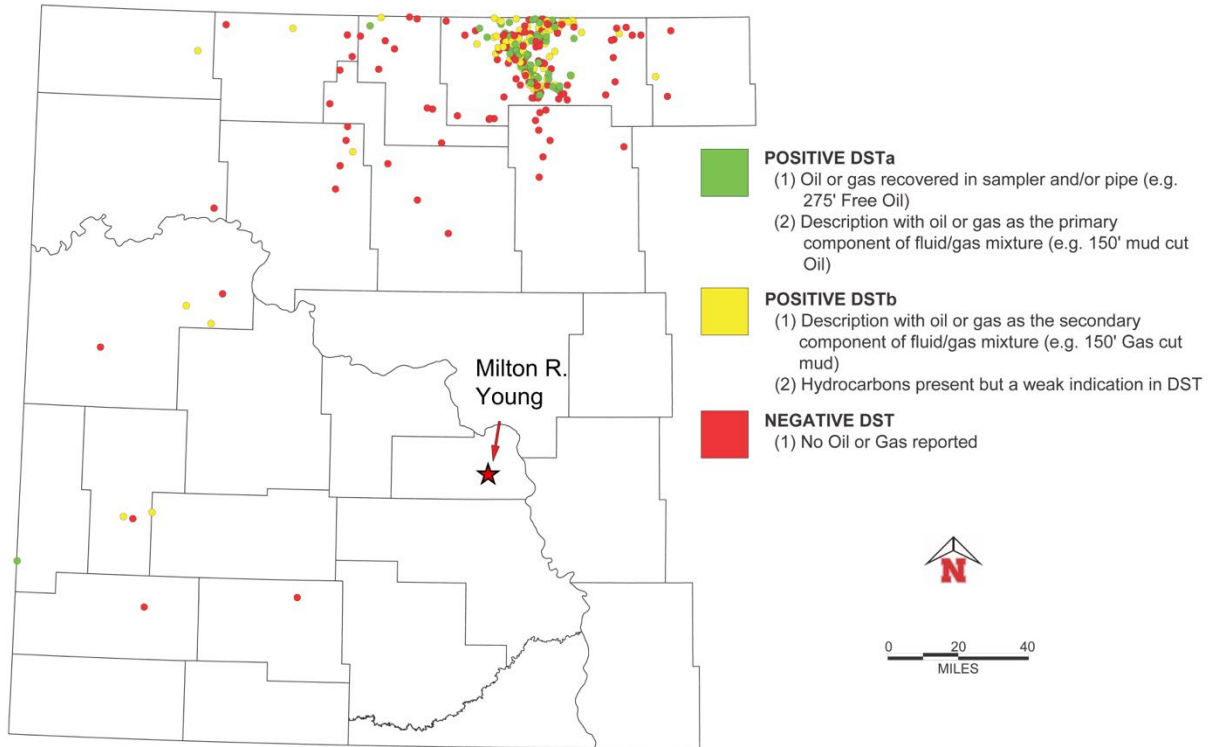 Milton R.
Young
POSITIVE DSTa
(1) Oil or gas recovered in sampler and/or pipe (e.g.
275' Free Oil)
(2) Description with oil or gas as the primary
component of fluid/gas mixture (e.g. 150' mud cut
Oil)
POSITIVE DSTb
(1) Description with oil or gas as the secondary
component of fluid/gas mixture (e.g. 150' Gas cut
mud)
(2) Hydrocarbons present but a weak indication in DST
NEGATIVE DST
(1) No Oil or Gas reported
N
0 20 40
MILES